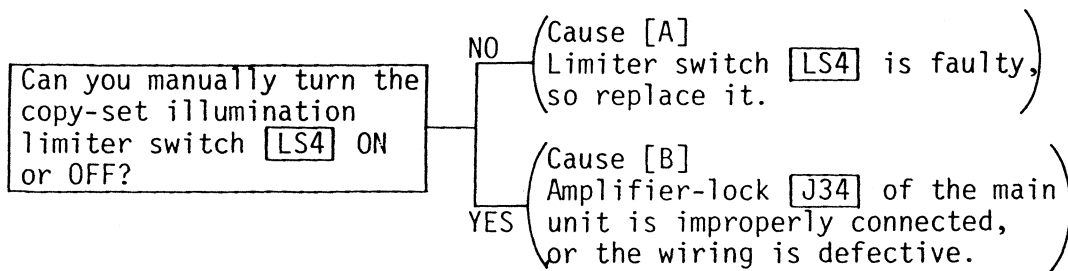 Can you manually turn the
copy-set illumination
limiter switch LS4 ON
or OFF?
NO
Cause [A]
Limiter switch LS4 is faulty,
so replace it.
YES
Cause [B]
Amplifier-lock J34 of the main
unit is improperly connected,
or the wiring is defective.